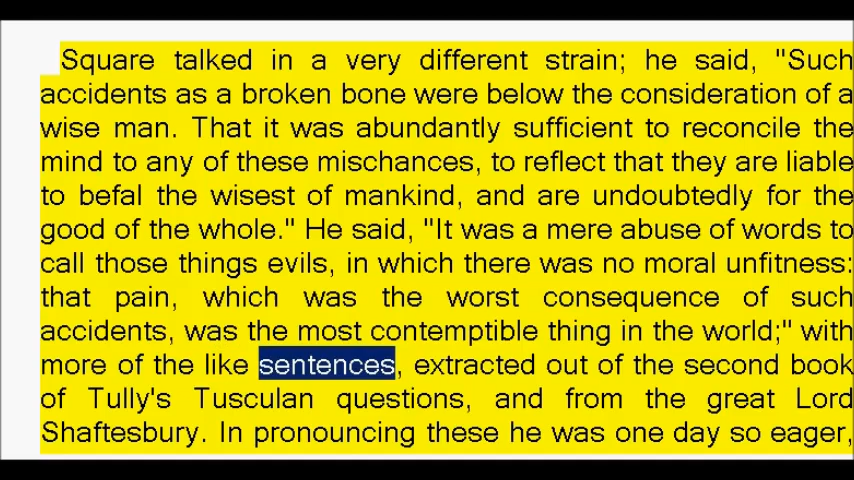 Square talked in a very different strain; he said, "Such
accidents as a broken bone were below the consideration of a
wise man. That it was abundantly sufficient to reconcile the
mind to any of these mischances, to reflect that they are liable
to befal the wisest of mankind, and are undoubtedly for the
good of the whole." He said, "It was a mere abuse of words to
call those things evils, in which there was no moral unfitness:
that pain, which was the worst consequence of such
accidents, was the most contemptible thing in the world;" with
more of the like sentences, extracted out of the second book
of Tully's Tusculan questions, and from the great Lord
Shaftesbury. In pronouncing these he was one day so eager,